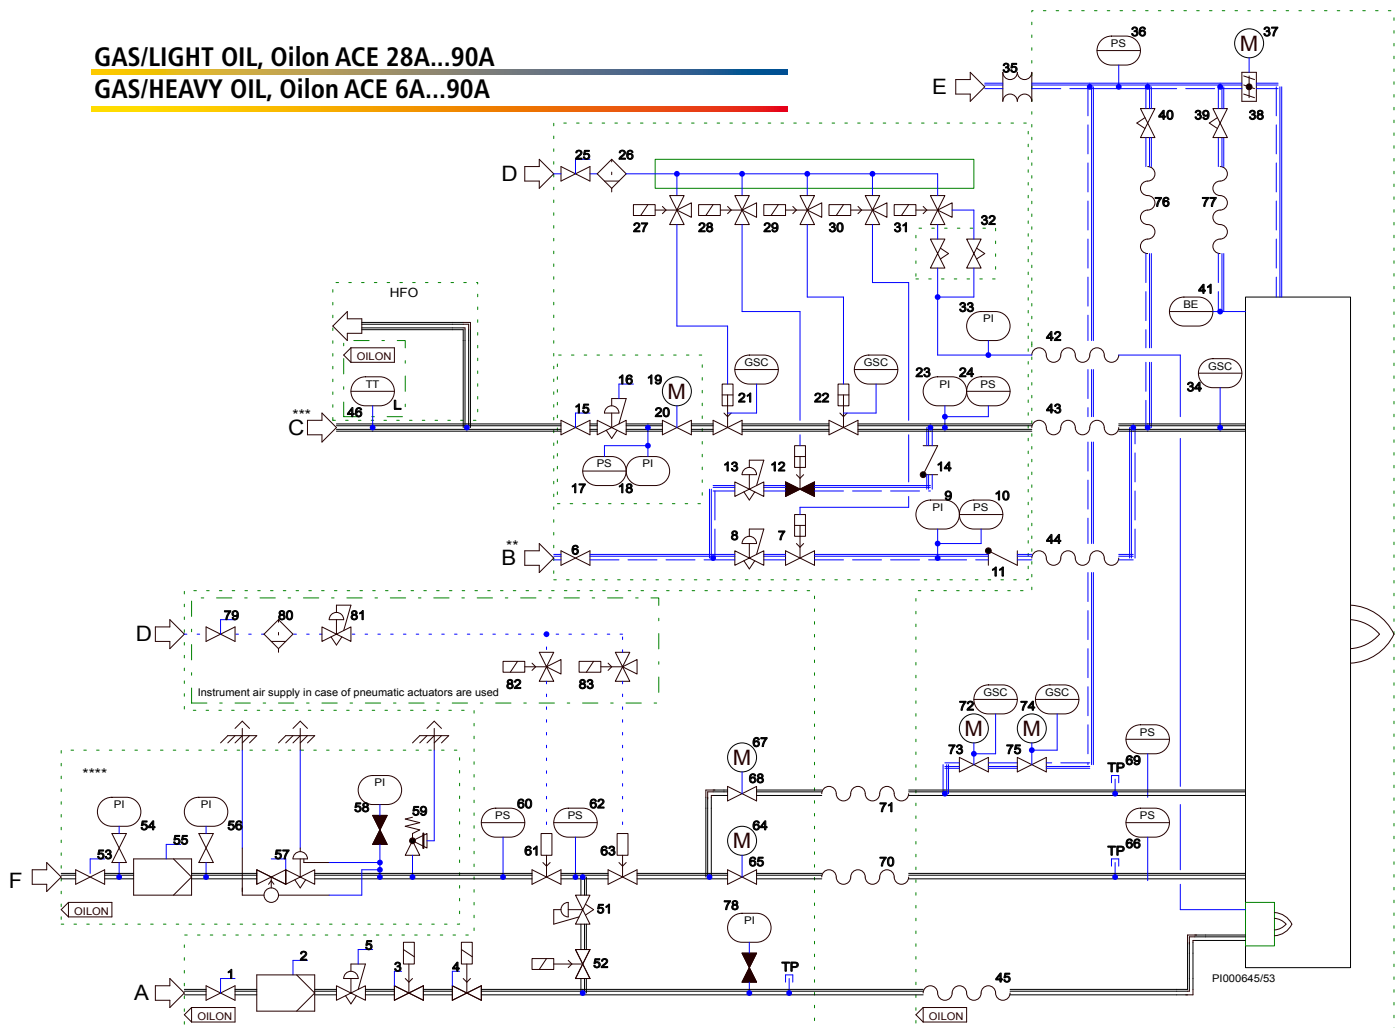 GAS/LIGHT OIL, Oilon ACE 28A...90A
GAS/HEAVY OIL, Oilon ACE 6A...90A
36 37
PS M
35
E
40 39 38
D 25 26
27 28 29 30 31 32
76 77
HFO
33
PI
41
BE
OILON
TT
46 L
GSC GSC
42
16 19
M
23 24
PI PS
GSC
34
***
C
15 20 21 22
43
PS PI
17 18
13 12 14
9 10
PI PS
**
B
6 8 7 11 44
D 79 80 81
82 83
Instrument air supply in case of pneumatic actuators are used
72 GSC 74 GSC
M M
73 75
67
M
68
PS
TP 69
71
****
PI PI PI
54 56 58 59
60 62
PS PS
64
M
65
PS
66
TP
53 55 57
61 63
70
F
OILON
51
78
PI
52
TP
1 2 5 3 4
45
A
OILON
OILON
PI000645/53